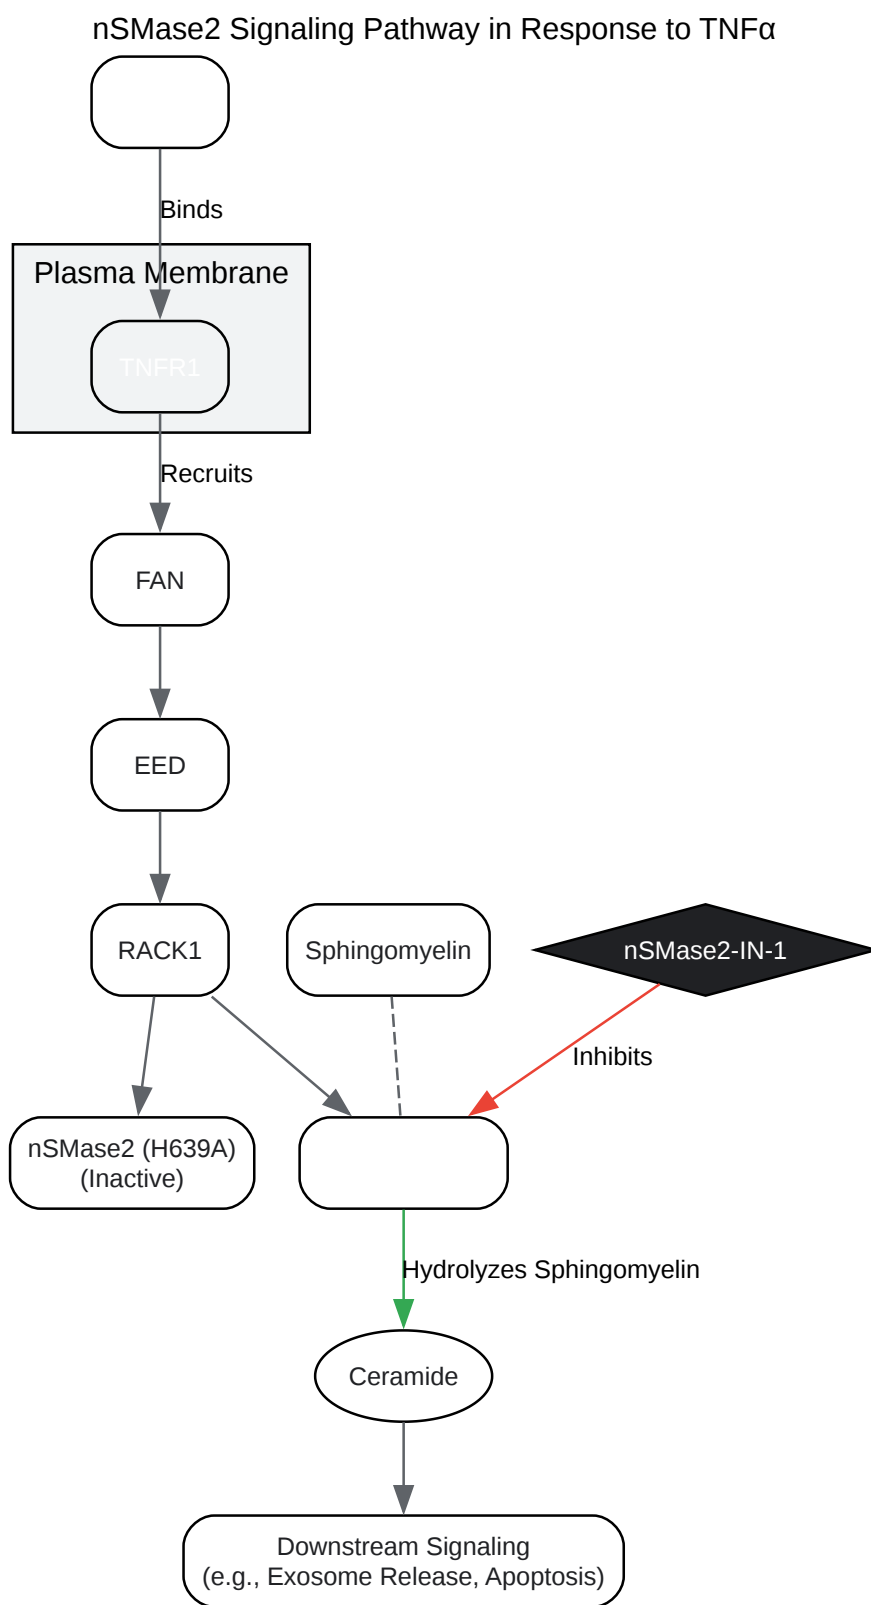 nSMase2 Signaling Pathway in Response to TNFα
Binds
Plasma Membrane
TNFR1
Recruits
FAN
EED
RACK1
Sphingomyelin
nSMase2-IN-1
Inhibits
nSMase2 (H639A)
(Inactive)
Hydrolyzes Sphingomyelin
Ceramide
Downstream Signaling
(e.g., Exosome Release, Apoptosis)